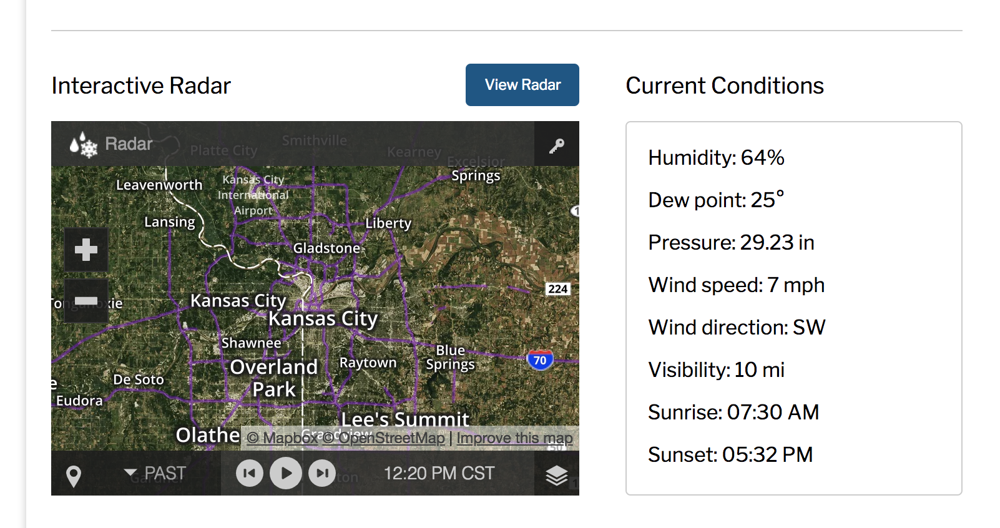 Interactive Radar
View Radar
Current Conditions
Radar
Smithville
Platte City
Kearney
Excelsior
Springs
Leavenworth
Kansas City
International
Airport
Lansing
Liberty
Gladstone
224
Kansas City
Kansas City
Shawnee
Blue
Springs
70
Overland
Park
Raytown
De Soto
Eudora
Lee's Summit
Olathe
Grandview
© Mapbox © OpenStreetMap | Improve this map
50
PAST
Gardner
12:20 PM CST
Humidity: 64%
Dew point: 25°
Pressure: 29.23 in
Wind speed: 7 mph
Wind direction: SW
Visibility: 10 mi
Sunrise: 07:30 AM
Sunset: 05:32 PM